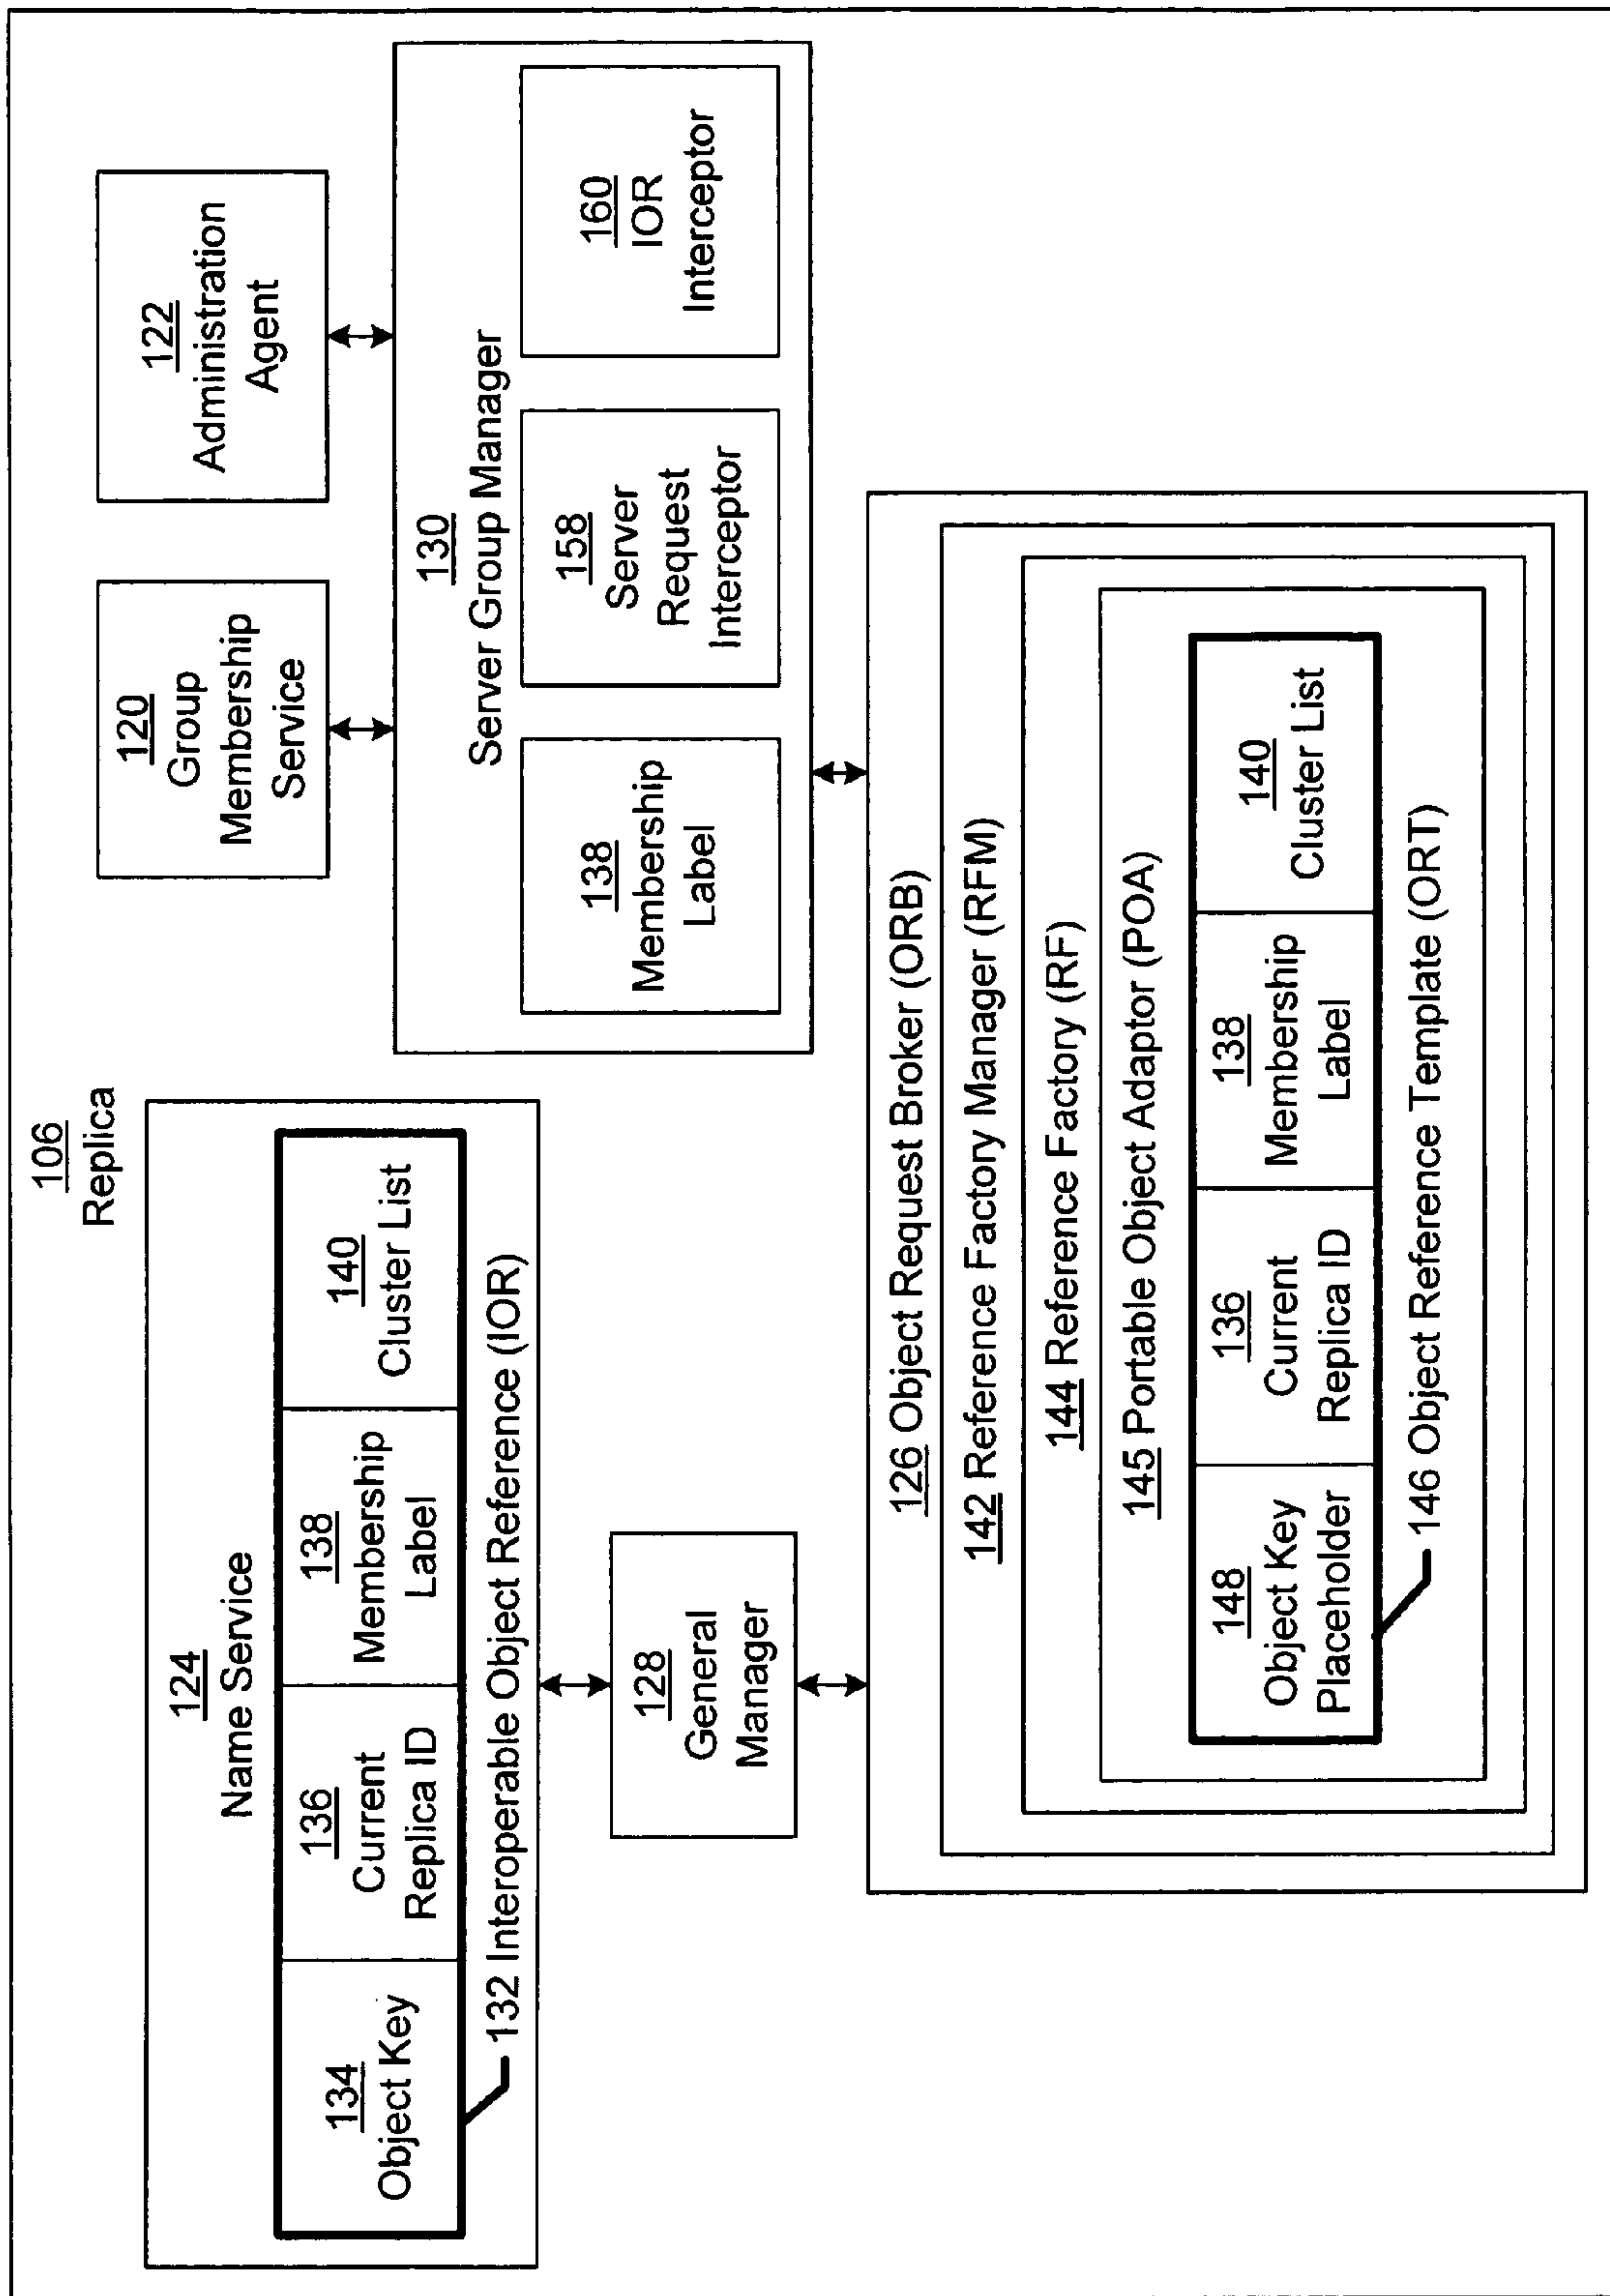 106
Replica
124
Name Service
134
Object Key
136
Current
Replica ID
138
Membership
Label
140
Cluster List
132 Interoperable Object Reference (IOR)
120
Group
Membership
Service
122
Administration
Agent
130
Server Group Manager
138
Membership
Label
158
Server
Request
Interceptor
160
IOR
Interceptor
128
General
Manager
126 Object Request Broker (ORB)
142 Reference Factory Manager (RFM)
144 Reference Factory (RF)
145 Portable Object Adaptor (POA)
148
Object Key
Placeholder
136
Current
Replica ID
138
Membership
Label
140
Cluster List
146 Object Reference Template (ORT)